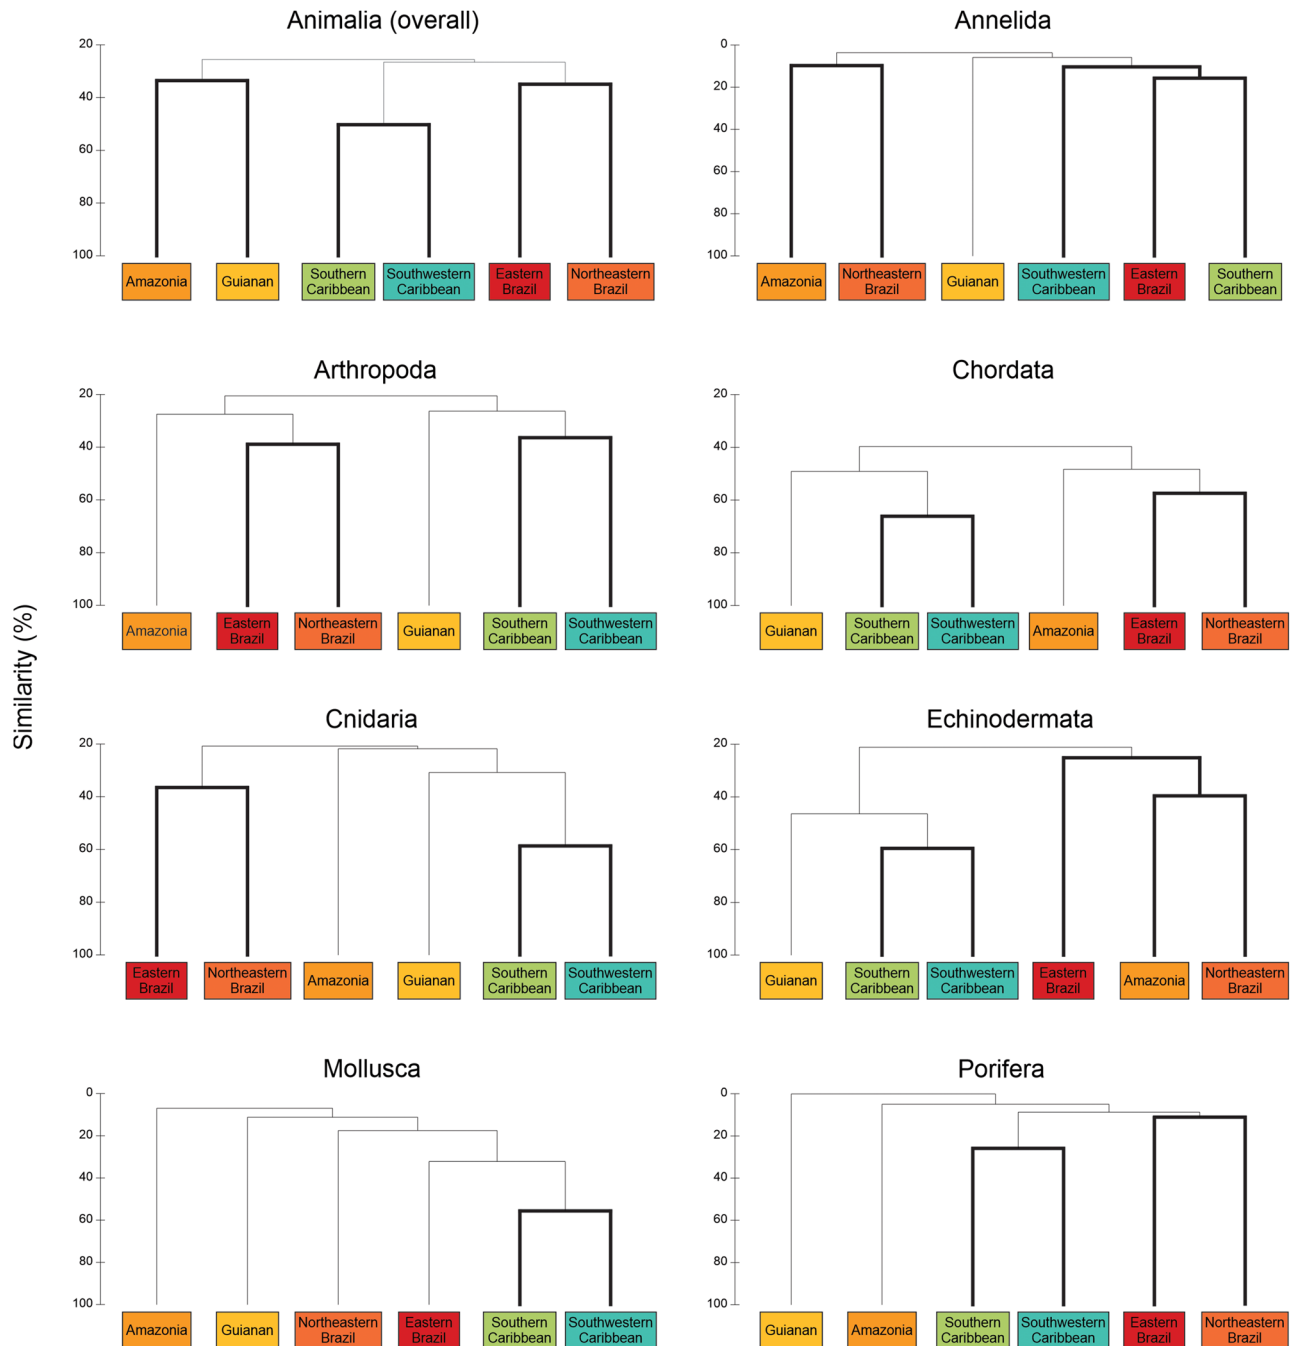 Similarity (%)
Animalia (overall)
20
40
60
80
100
Amazonia
Guianan
Southern
Caribbean
Southwestern
Caribbean
Eastern
Brazil
Northeastern
Brazil
Annelida
0
20
40
60
80
100
Amazonia
Northeastern
Brazil
Guianan
Southwestern
Caribbean
Eastern
Brazil
Southern
Caribbean
Arthropoda
20
40
60
80
100
Amazonia
Eastern
Brazil
Northeastern
Brazil
Guianan
Southern
Caribbean
Southwestern
Caribbean
Chordata
20
40
60
80
100
Guianan
Southern
Caribbean
Southwestern
Caribbean
Amazonia
Eastern
Brazil
Northeastern
Brazil
Cnidaria
20
40
60
80
100
Eastern
Brazil
Northeastern
Brazil
Amazonia
Guianan
Southern
Caribbean
Southwestern
Caribbean
Echinodermata
20
40
60
80
100
Guianan
Southern
Caribbean
Southwestern
Caribbean
Eastern
Brazil
Amazonia
Northeastern
Brazil
Mollusca
0
20
40
60
80
100
Amazonia
Guianan
Northeastern
Brazil
Eastern
Brazil
Southern
Caribbean
Southwestern
Caribbean
Porifera
0
20
40
60
80
100
Guianan
Amazonia
Southern
Caribbean
Southwestern
Caribbean
Eastern
Brazil
Northeastern
Brazil